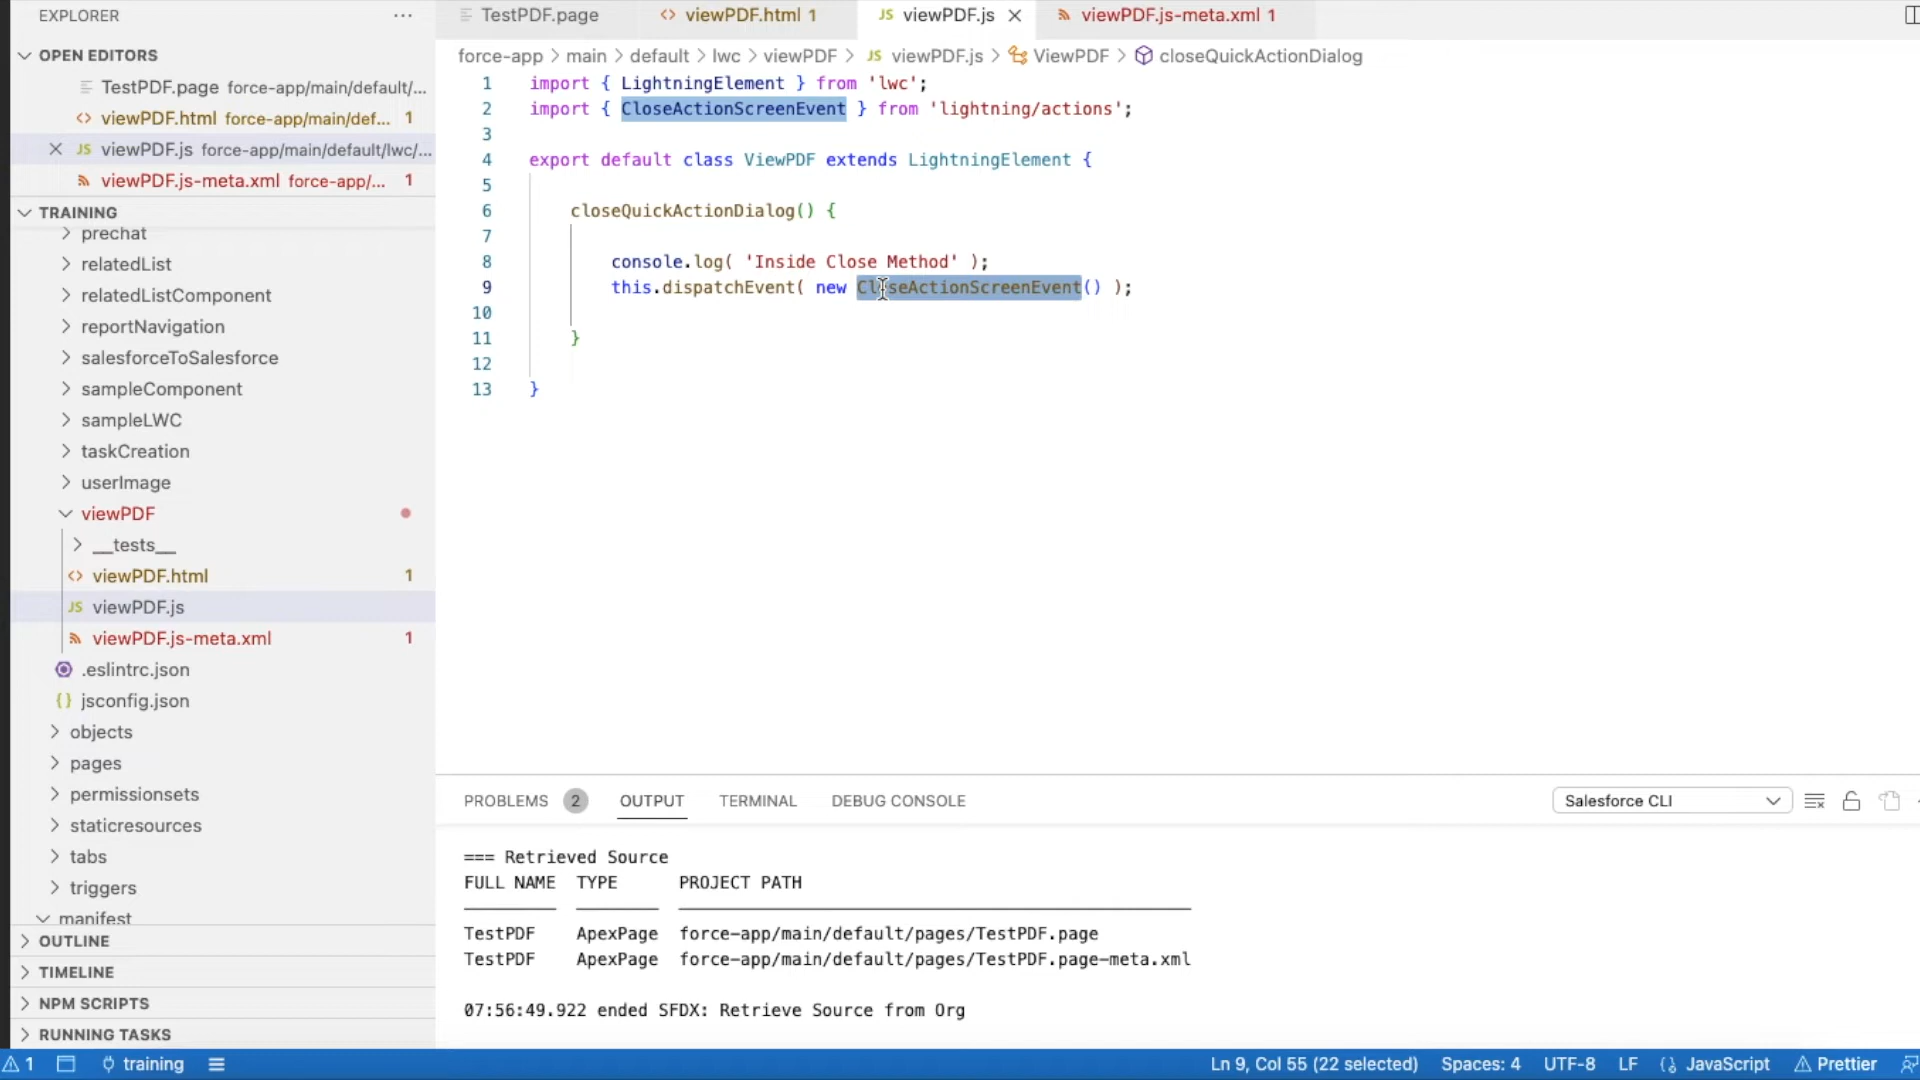 EXPLORER ···
OPEN EDITORS
TestPDF.page force-app/main/default/...
viewPDF.html force-app/main/def... 1
JS viewPDF.js force-app/main/default/lwc/...
viewPDF.js-meta.xml force-app/... 1
TRAINING
prechat
relatedList
relatedListComponent
reportNavigation
salesforceToSalesforce
sampleComponent
sampleLWC
taskCreation
userImage
viewPDF
__tests__
viewPDF.html 1
JS viewPDF.js
viewPDF.js-meta.xml 1
.eslintrc.json
{} jsconfig.json
objects
pages
permissionsets
staticresources
tabs
triggers
manifest
OUTLINE
TIMELINE
NPM SCRIPTS
RUNNING TASKS
TestPDF.page <> viewPDF.html 1 JS viewPDF.js viewPDF.js-meta.xml 1
force-app > main > default > lwc > viewPDF > JS viewPDF.js > ViewPDF > closeQuickActionDialog
1 import { LightningElement } from 'lwc';
2 import { CloseActionScreenEvent } from 'lightning/actions';
3
4 export default class ViewPDF extends LightningElement {
5
6 closeQuickActionDialog() {
7
8 console.log( 'Inside Close Method' );
9 this.dispatchEvent( new CloseActionScreenEvent() );
10
11 }
12
13 }
PROBLEMS 2 OUTPUT TERMINAL DEBUG CONSOLE Salesforce CLI
=== Retrieved Source
FULL NAME TYPE PROJECT PATH
TestPDF ApexPage force-app/main/default/pages/TestPDF.page
TestPDF ApexPage force-app/main/default/pages/TestPDF.page-meta.xml
07:56:49.922 ended SFDX: Retrieve Source from Org
1 training Ln 9, Col 55 (22 selected) Spaces: 4 UTF-8 LF {} JavaScript Prettier